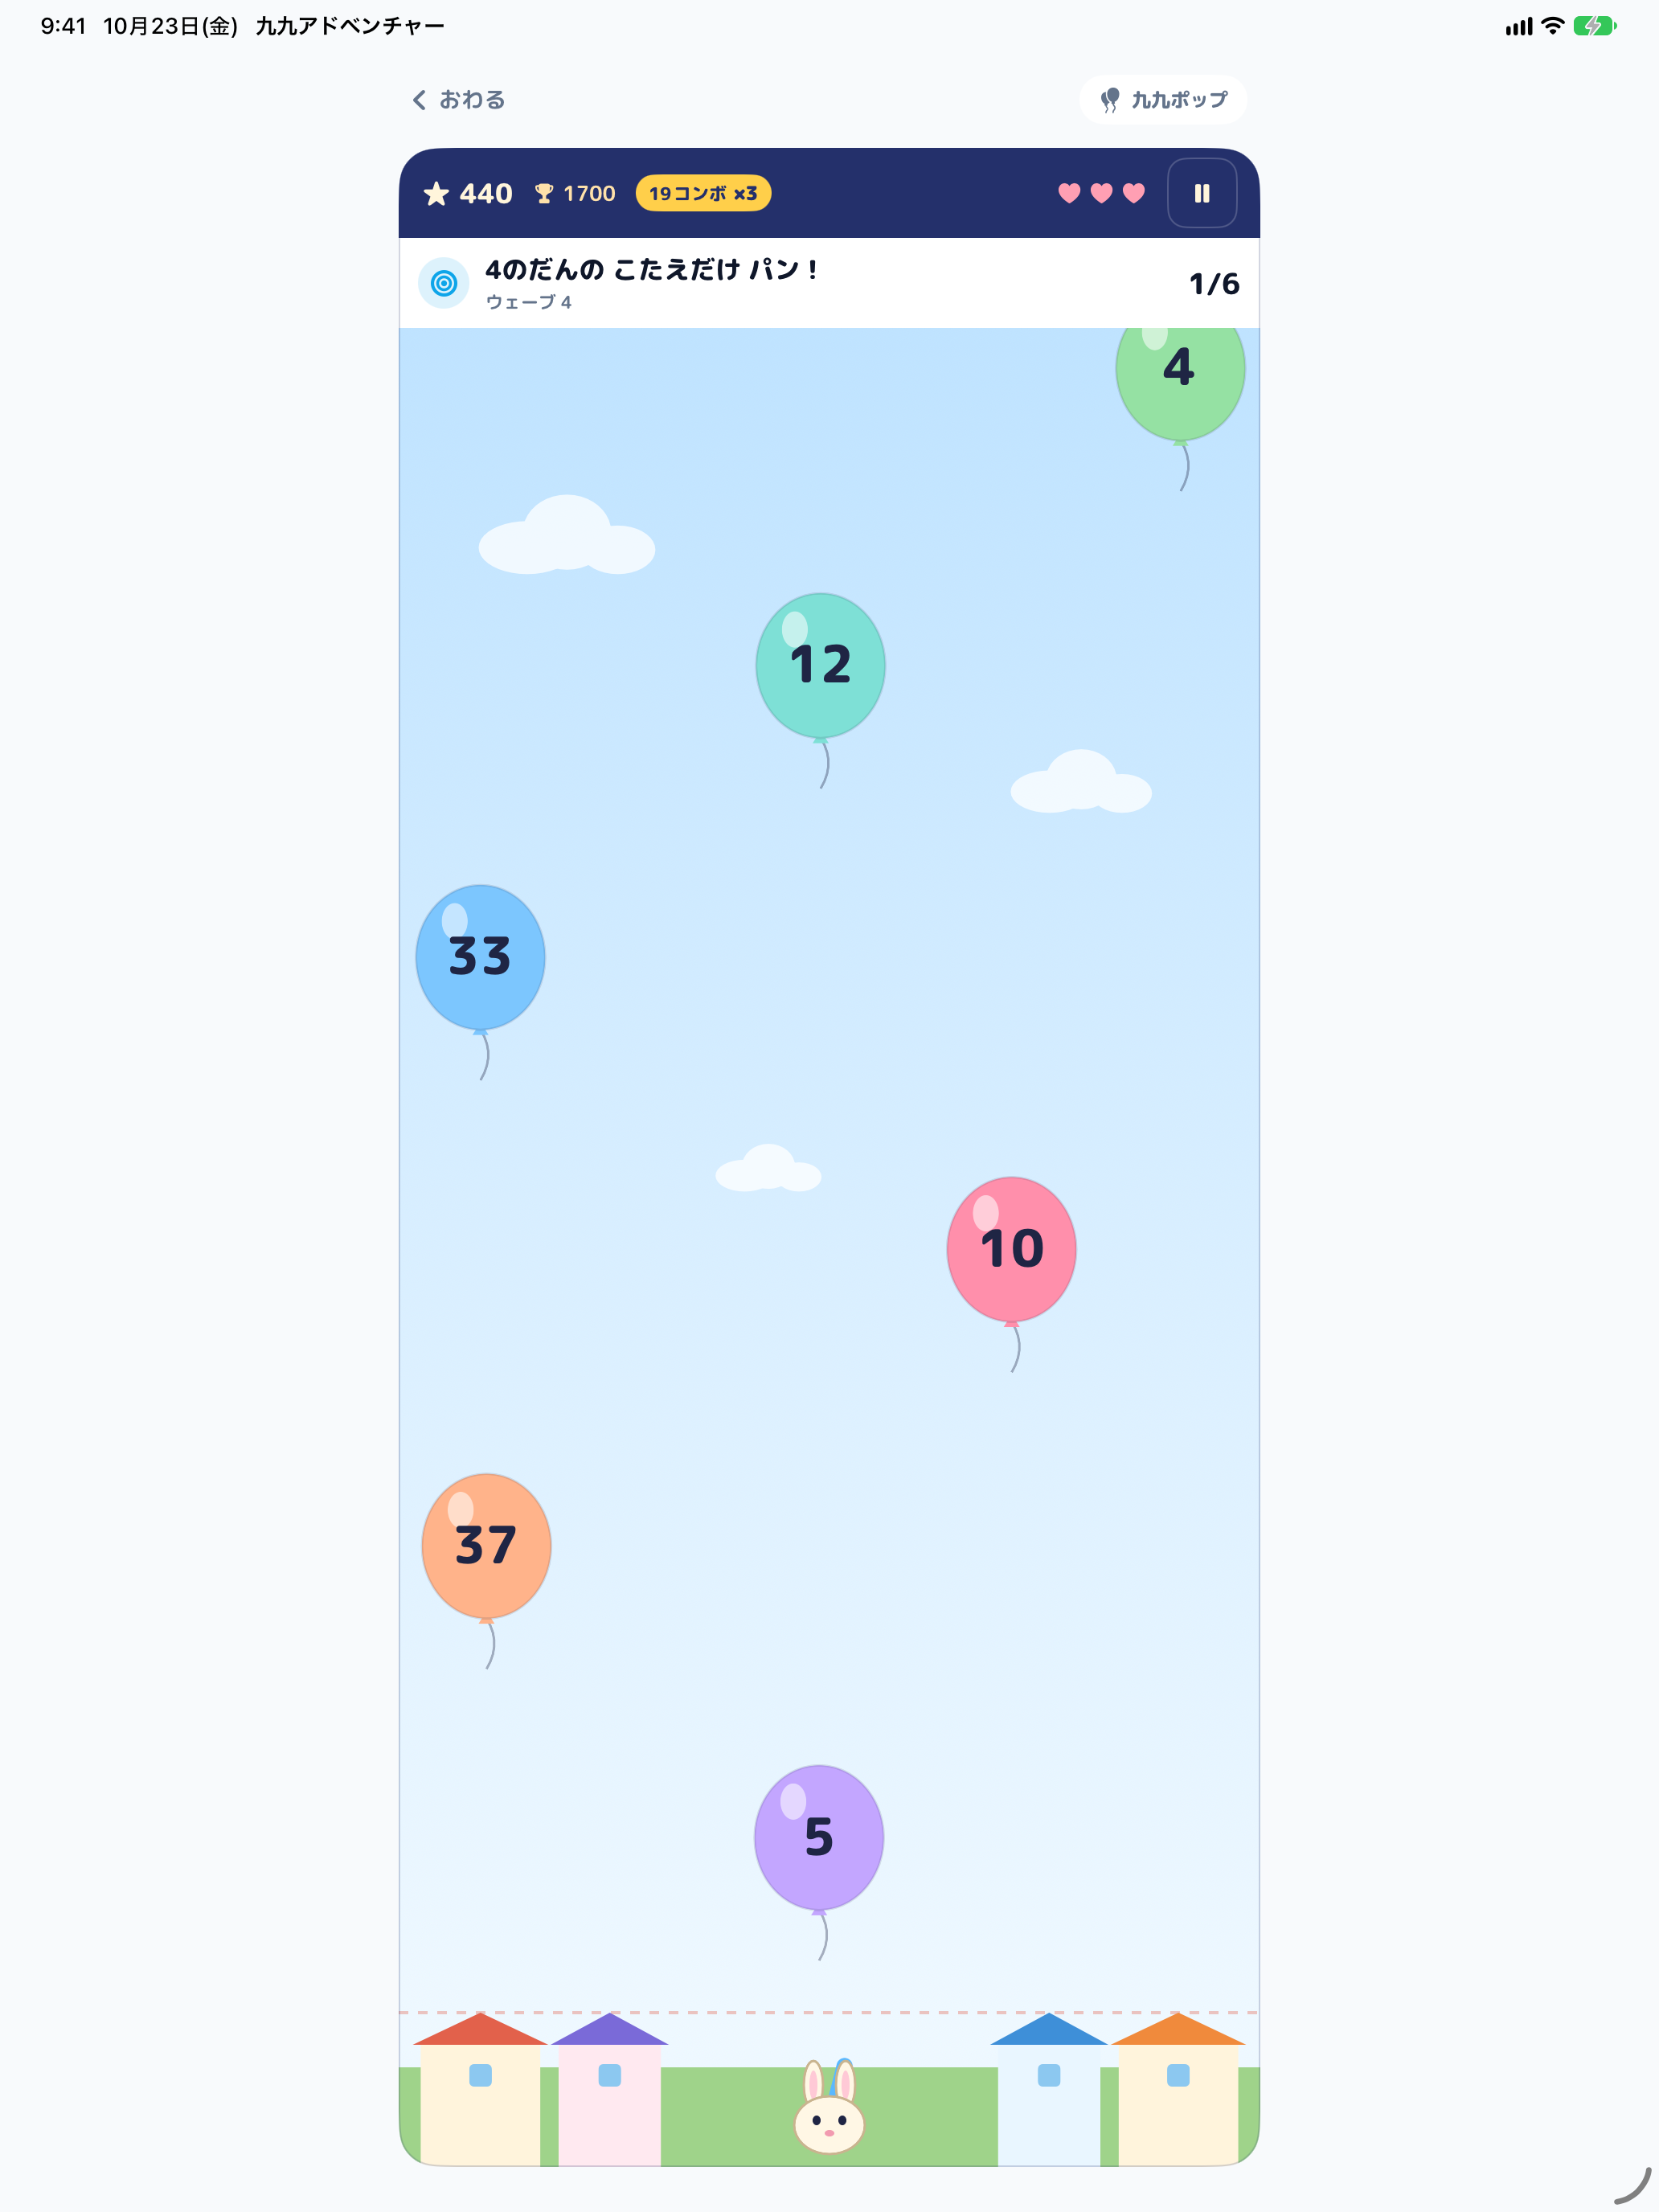 9:41 10月23日(金) 九九アドベンチャー
おわる
九九ポップ
440 1700 19コンボ ×3
4のだんの こたえだけ パン！
ウェーブ 4
1/6
4
12
33
10
37
5